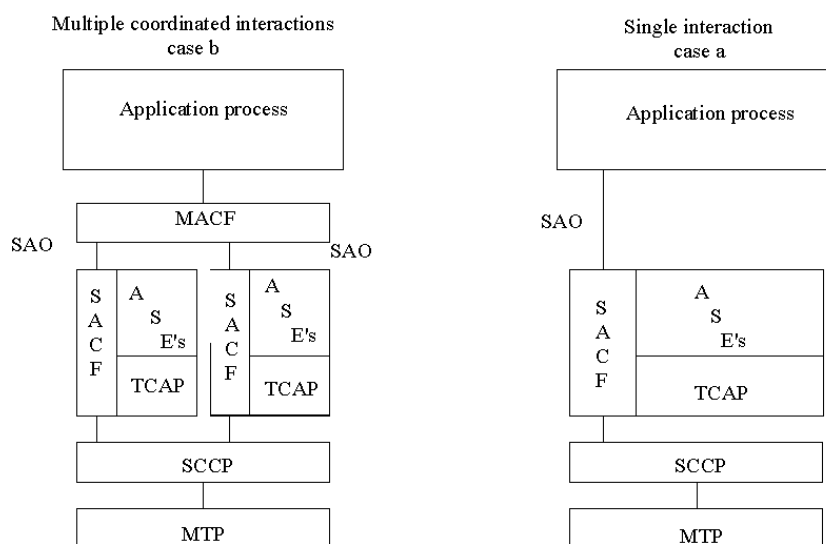 Multiple coordinated interactions
case b
Application process
MACF
SAO
SAO
S
A
C
F
A
S
E's
TCAP
S
A
C
F
A
S
E's
TCAP
SCCP
MTP
Single interaction
case a
Application process
SAO
S
A
C
F
A
S
E's
TCAP
SCCP
MTP